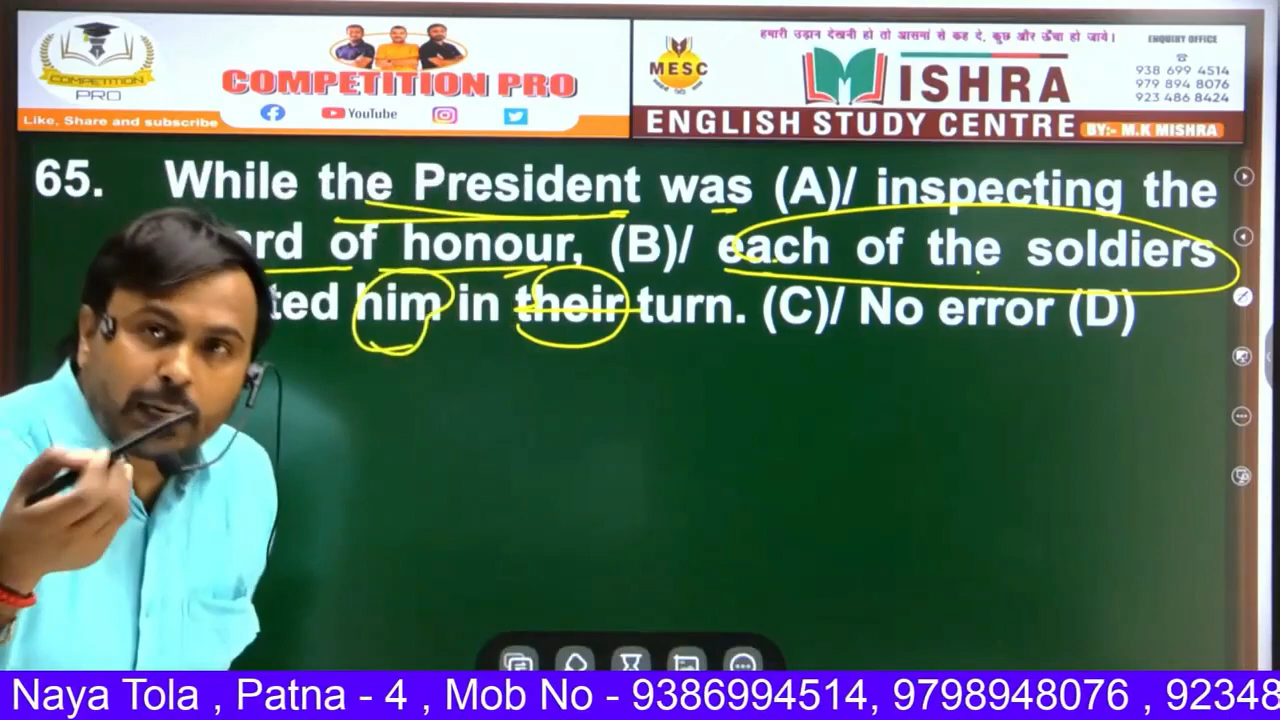 हमारी उड़ान देखनी हो तो आसमां से कह दे, कुछ और ऊँचा हो जाये।
ENQUIRY OFFICE
COMPETITION
PRO
COMPETITION PRO
MESC
ISHRA
938 699 4514
979 894 8076
923 486 8424
Like, Share and subscribe
YouTube
ENGLISH STUDY CENTRE BY:- M.K MISHRA
65. While the President was (A)/ inspecting the
of honour, (B)/ each of the soldiers
him in their turn. (C)/ No error (D)
Naya Tola , Patna - 4 , Mob No - 9386994514, 9798948076 , 92348